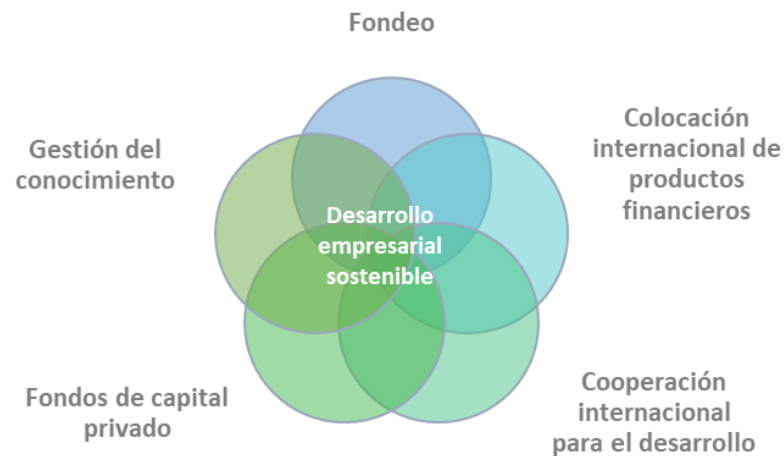 Fondeo
Colocación
internacional de
productos
financieros
Gestión del
conocimiento
Desarrollo
empresarial
sostenible
Fondos de capital
privado
Cooperación
internacional
para el desarrollo